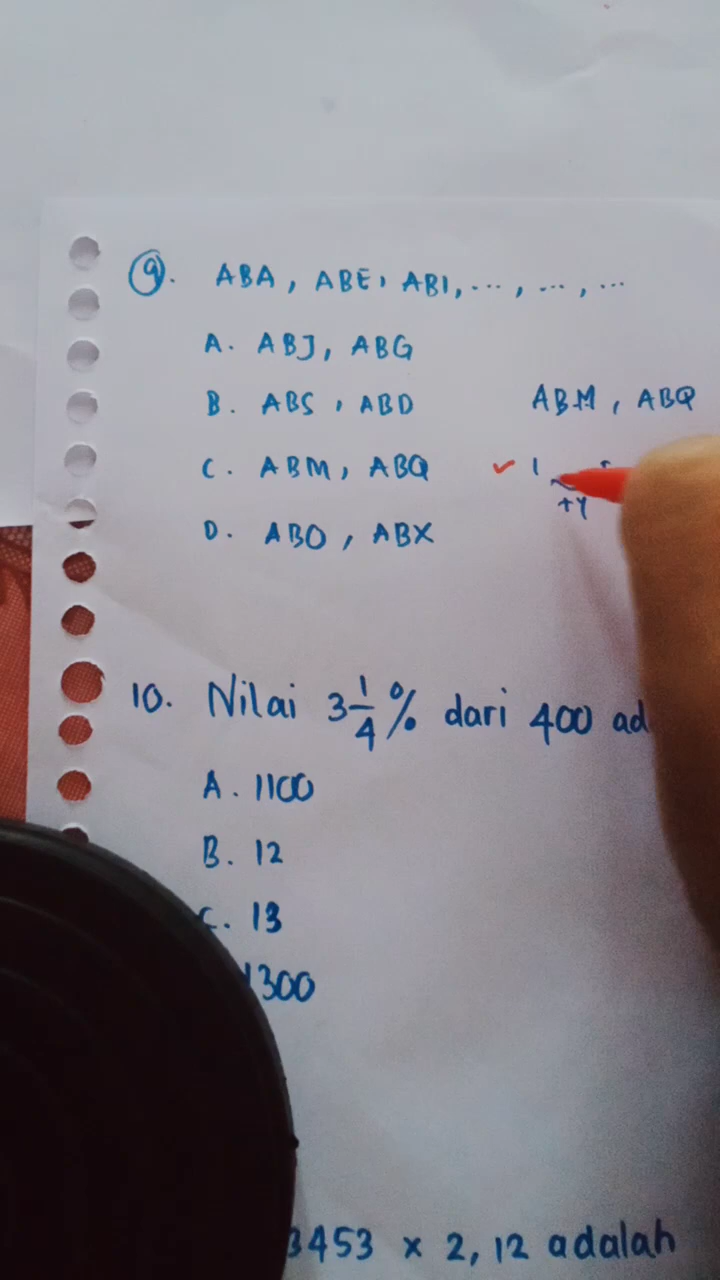 9. ABA, ABE, ABI, ..., ..., ...
A. ABJ, ABG
B. ABS, ABD
ABM, ABQ
C. ABM, ABQ
✓ 1
+4
D. ABO, ABX
10. Nilai 3 1/4 % dari 400 ad
A. 1100
B. 12
C. 13
1300
3453 x 2,12 adalah